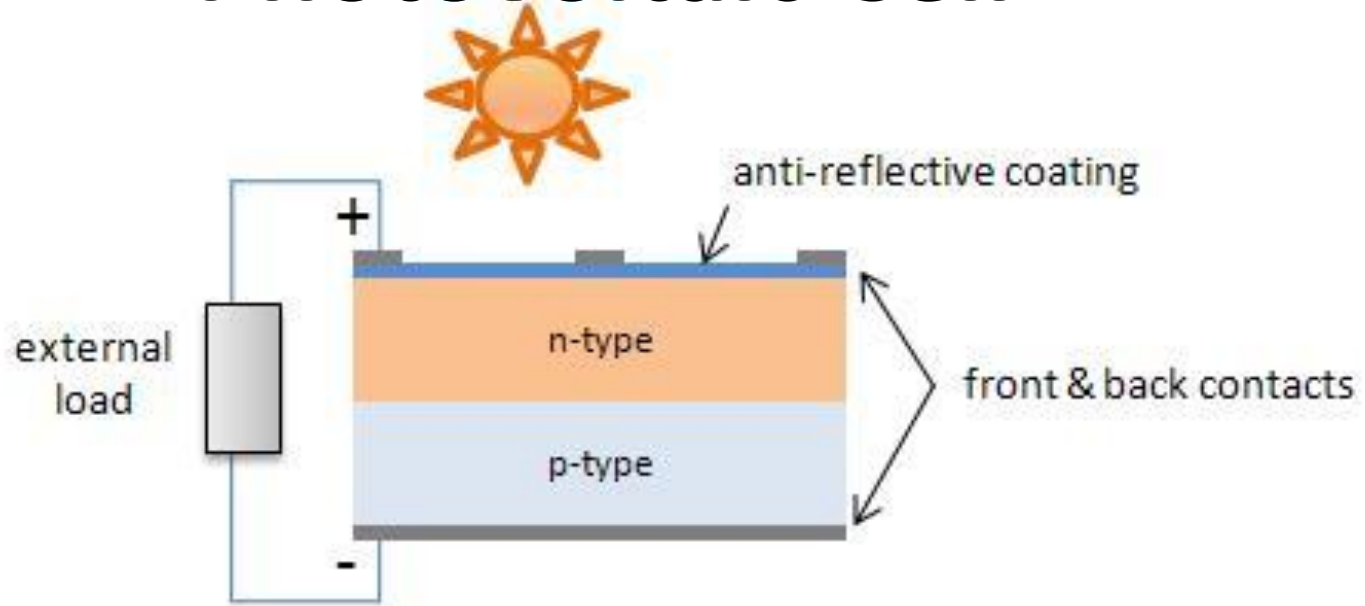 anti-reflective coating
+
n-type
external
load
front & back contacts
p-type
-